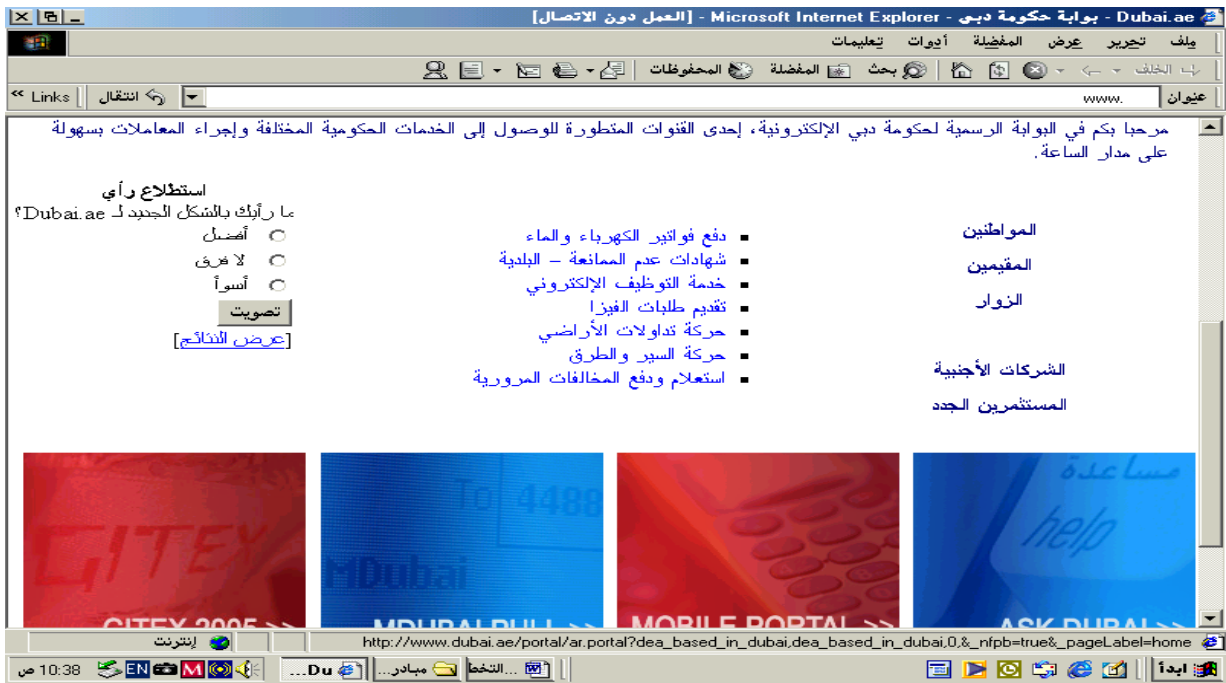 Dubai.ae - بوابة حكومة دبي - Microsoft Internet Explorer - [العمل دون الاتصال]
ملف تحرير عرض المفضلة أدوات تعليمات
الخلف بحث المفضلة المحفوظات
عنوان www. انتقال Links »
مرحبا بكم في البوابة الرسمية لحكومة دبي الإلكترونية، إحدى القنوات المتطورة للوصول إلى الخدمات الحكومية المختلفة وإجراء المعاملات بسهولة
على مدار الساعة.
المواطنين
المقيمين
الزوار
الشركات الأجنبية
المستثمرين الجدد
▪ دفع فواتير الكهرباء والماء
▪ شهادات عدم الممانعة – البلدية
▪ خدمة التوظيف الإلكتروني
▪ تقديم طلبات الفيزا
▪ حركة تداولات الأراضي
▪ حركة السير والطرق
▪ استعلام ودفع المخالفات المرورية
استطلاع رأي
ما رأيك بالشكل الجديد لـ Dubai.ae؟
أفضل
لا فرق
أسوأ
تصويت
[عرض النتائج]
مساعدة
help
ASK DUBAI >>
MOBILE PORTAL >>
To 4488
MDubai
MDUBAI PULL >>
GITEX
GITEX 2005 >>
http://www.dubai.ae/portal/ar.portal?dea_based_in_dubai,dea_based_in_dubai,0,&_nfpb=true&_pageLabel=home
إنترنت
ابدأ
التخط...
مبادر...
Du...
EN
10:38 ص